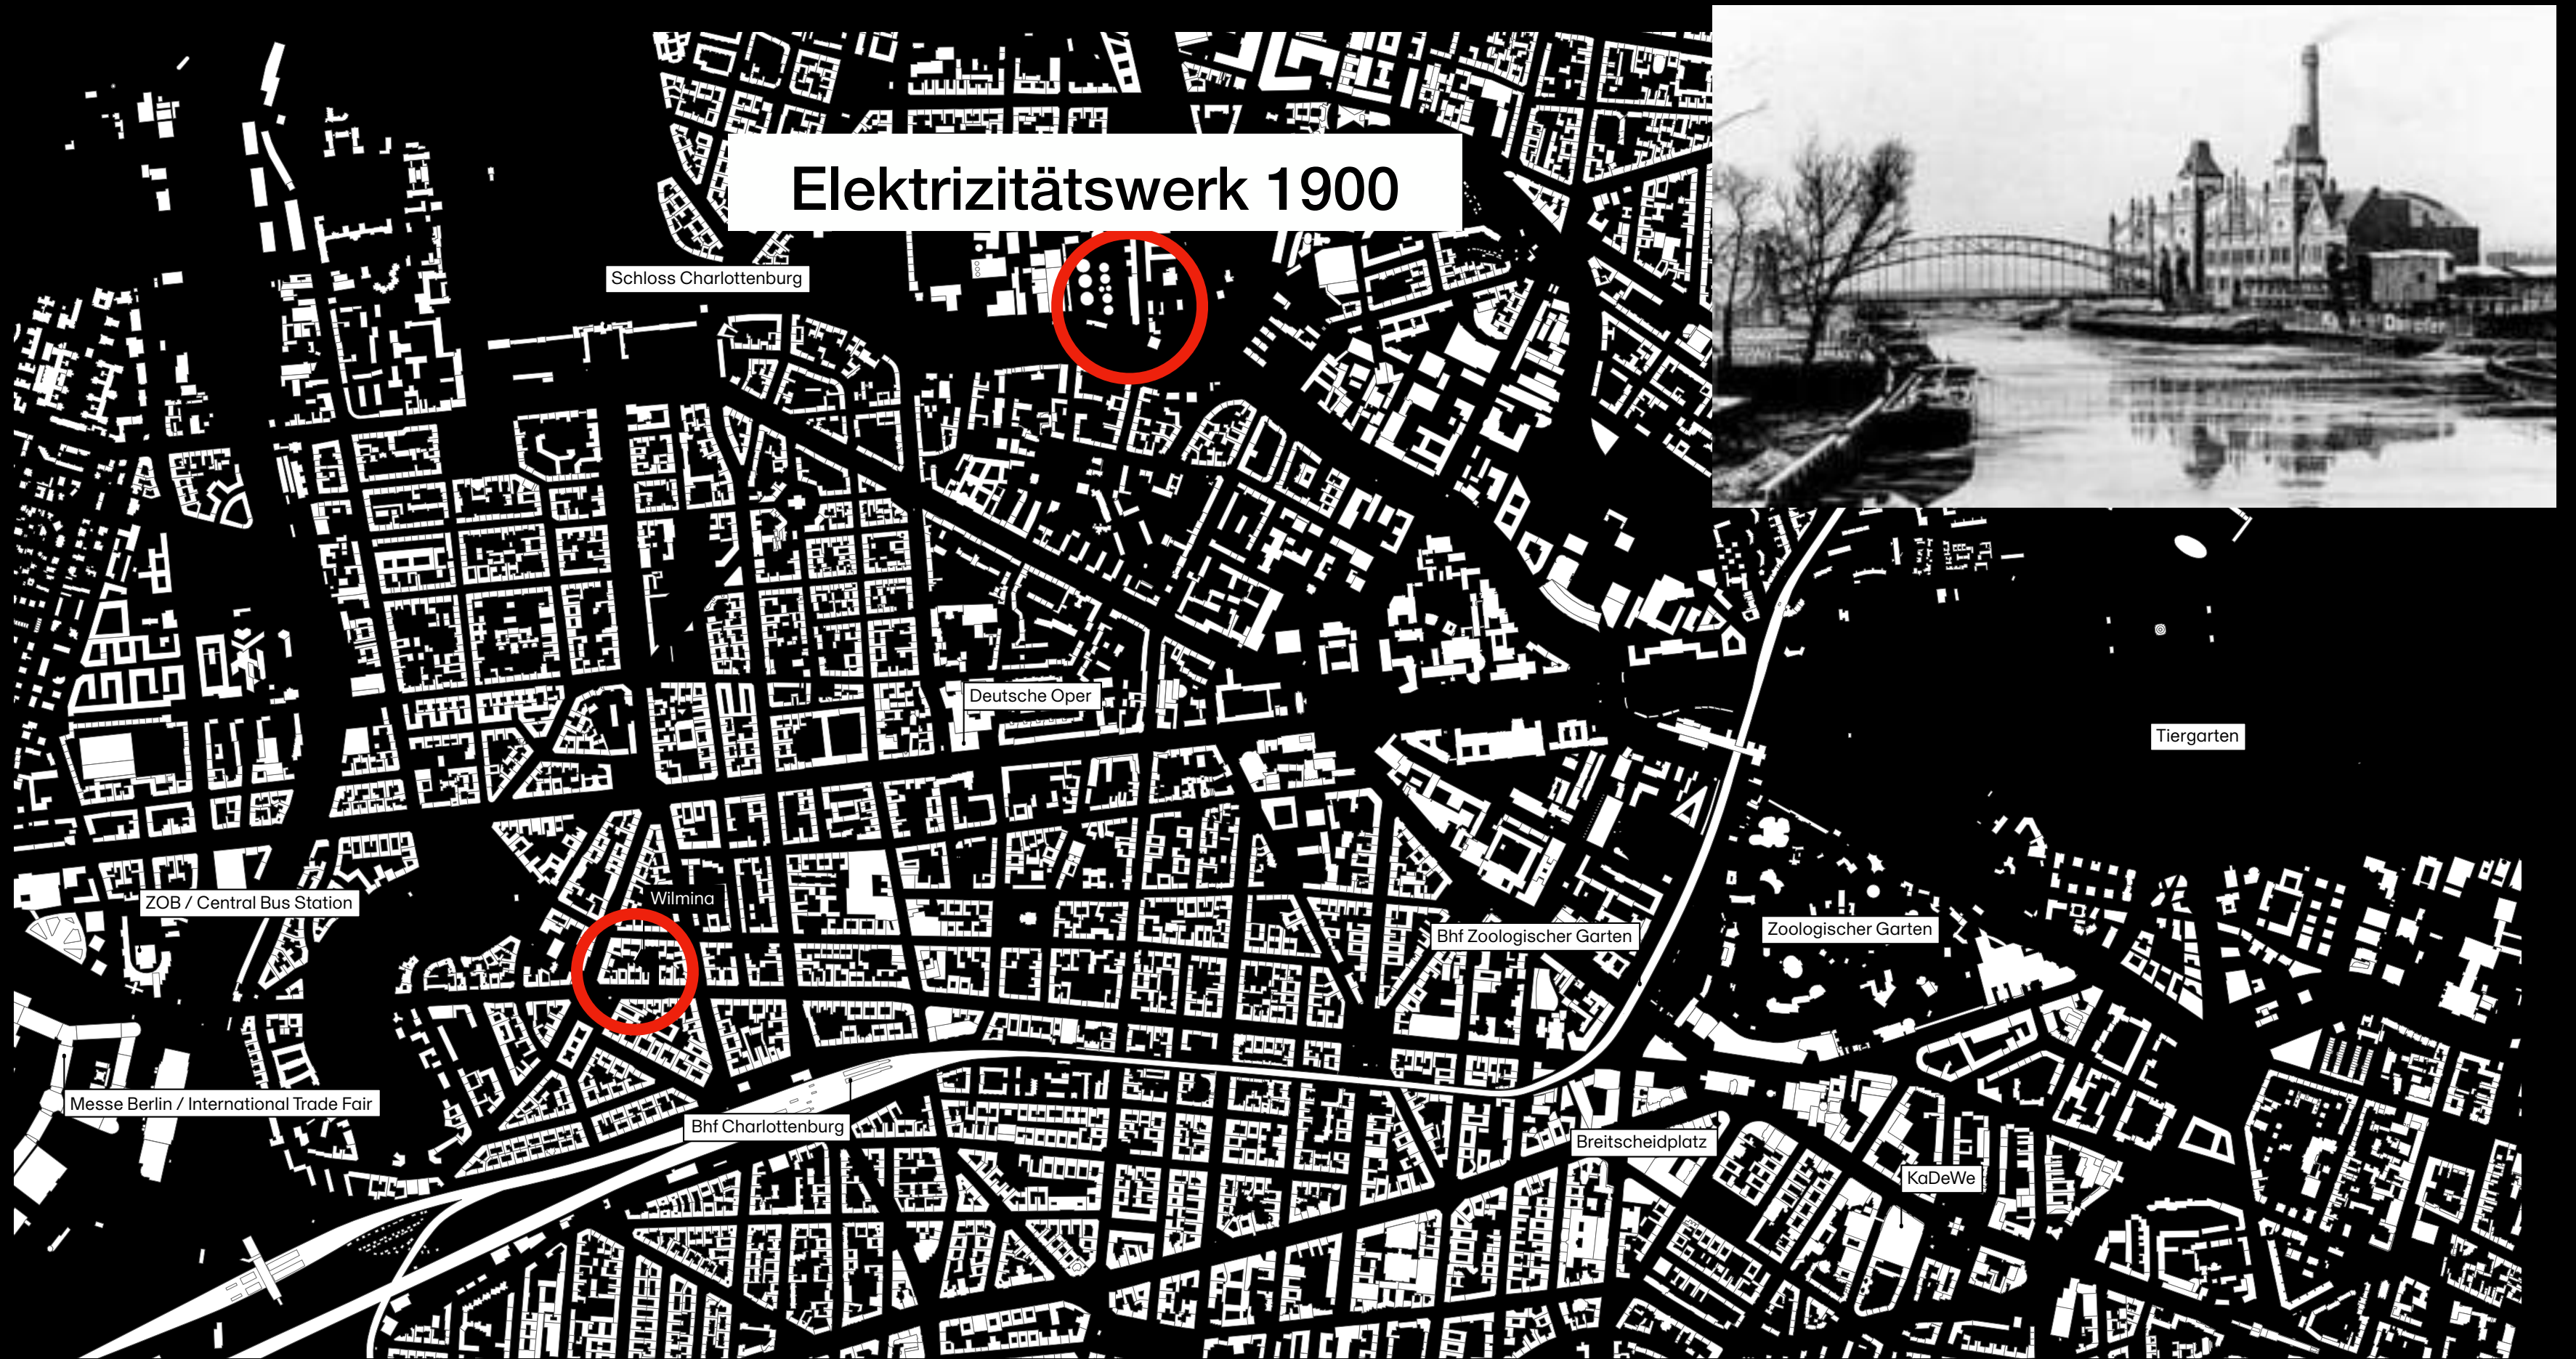 Elektrizitätswerk 1900
Schloss Charlottenburg
Deutsche Oper
Tiergarten
Wilmina
ZOB / Central Bus Station
Bhf Zoologischer Garten
Zoologischer Garten
Messe Berlin / International Trade Fair
Bhf Charlottenburg
Breitscheidplatz
KaDeWe